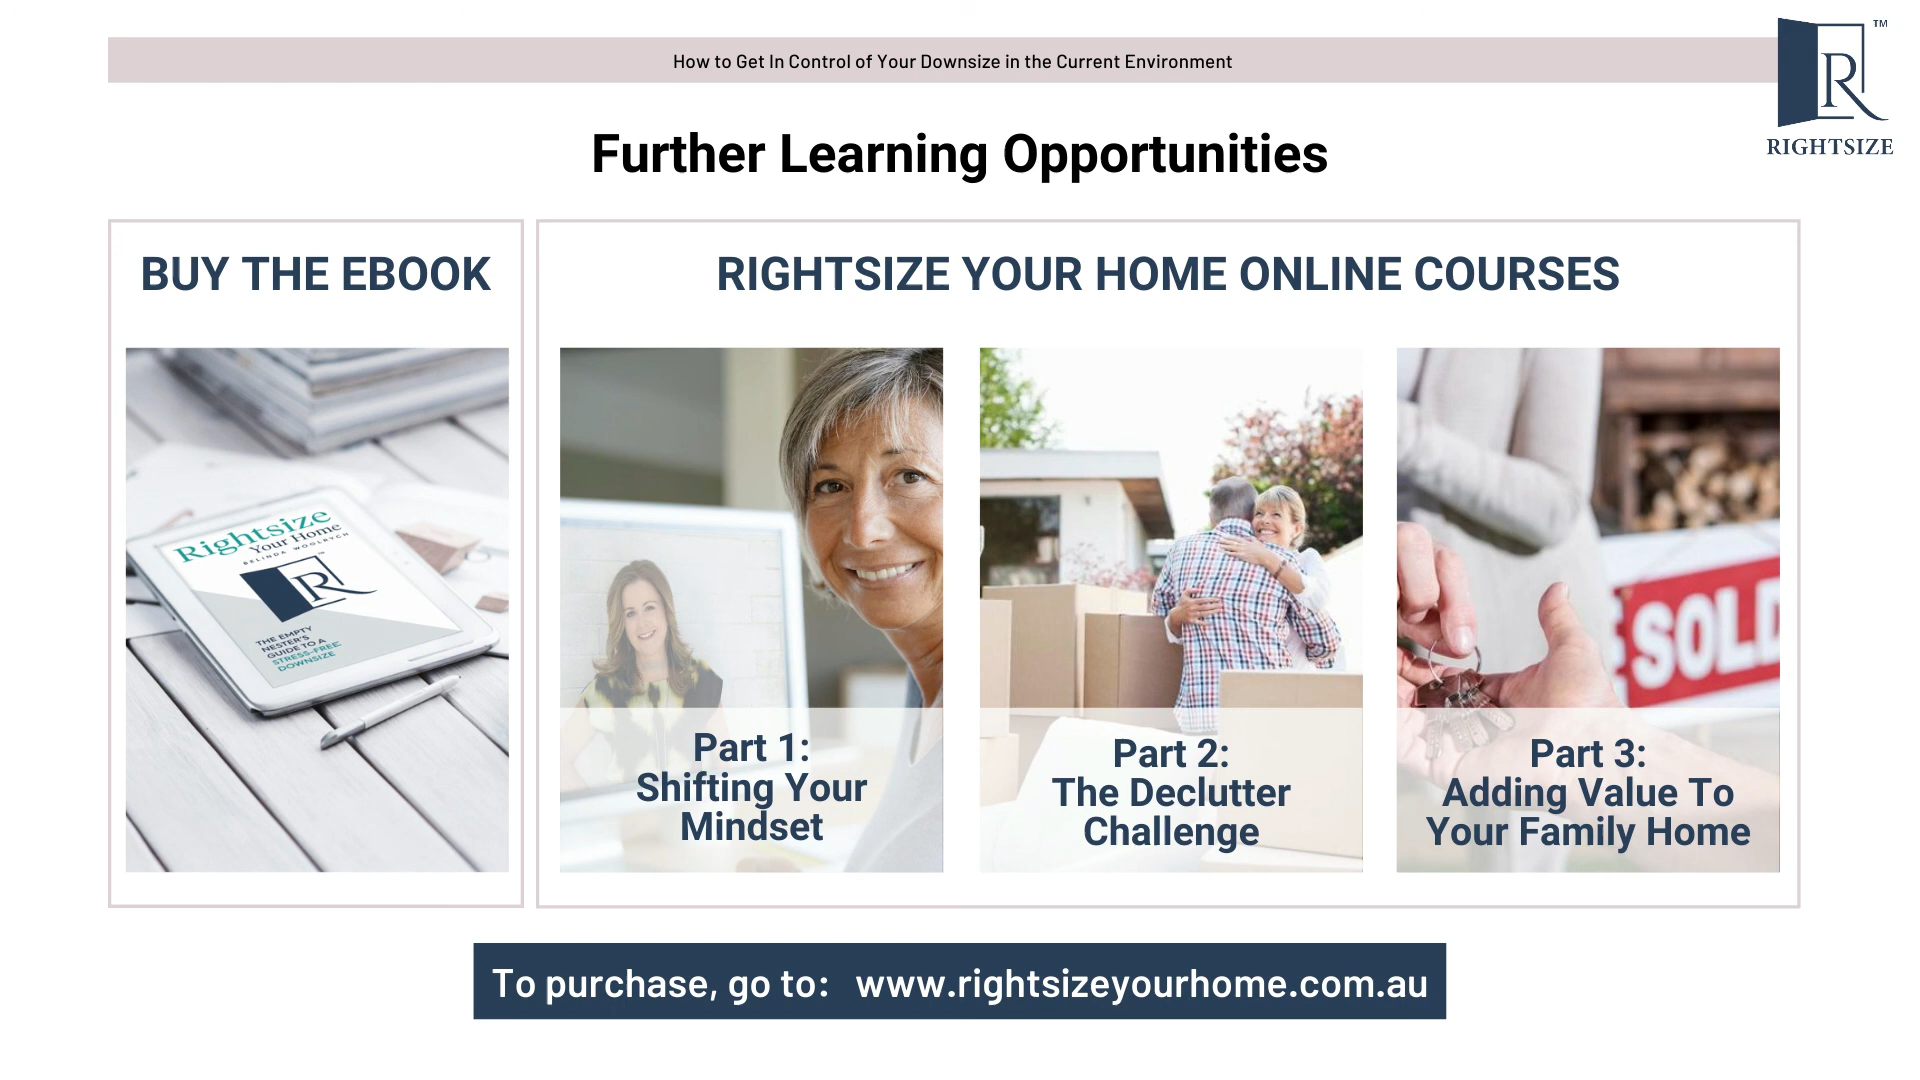 How to Get In Control of Your Downsize in the Current Environment
TM
R
RIGHTSIZE
Further Learning Opportunities
BUY THE EBOOK
Rightsize
Your Home
BELINDA WOOLRYCH
TM
R
THE EMPTY
NESTER'S
GUIDE TO A
STRESS-FREE
DOWNSIZE
RIGHTSIZE YOUR HOME ONLINE COURSES
Part 1:
Shifting Your
Mindset
Part 2:
The Declutter
Challenge
SOLD
Part 3:
Adding Value To
Your Family Home
To purchase, go to: www.rightsizeyourhome.com.au